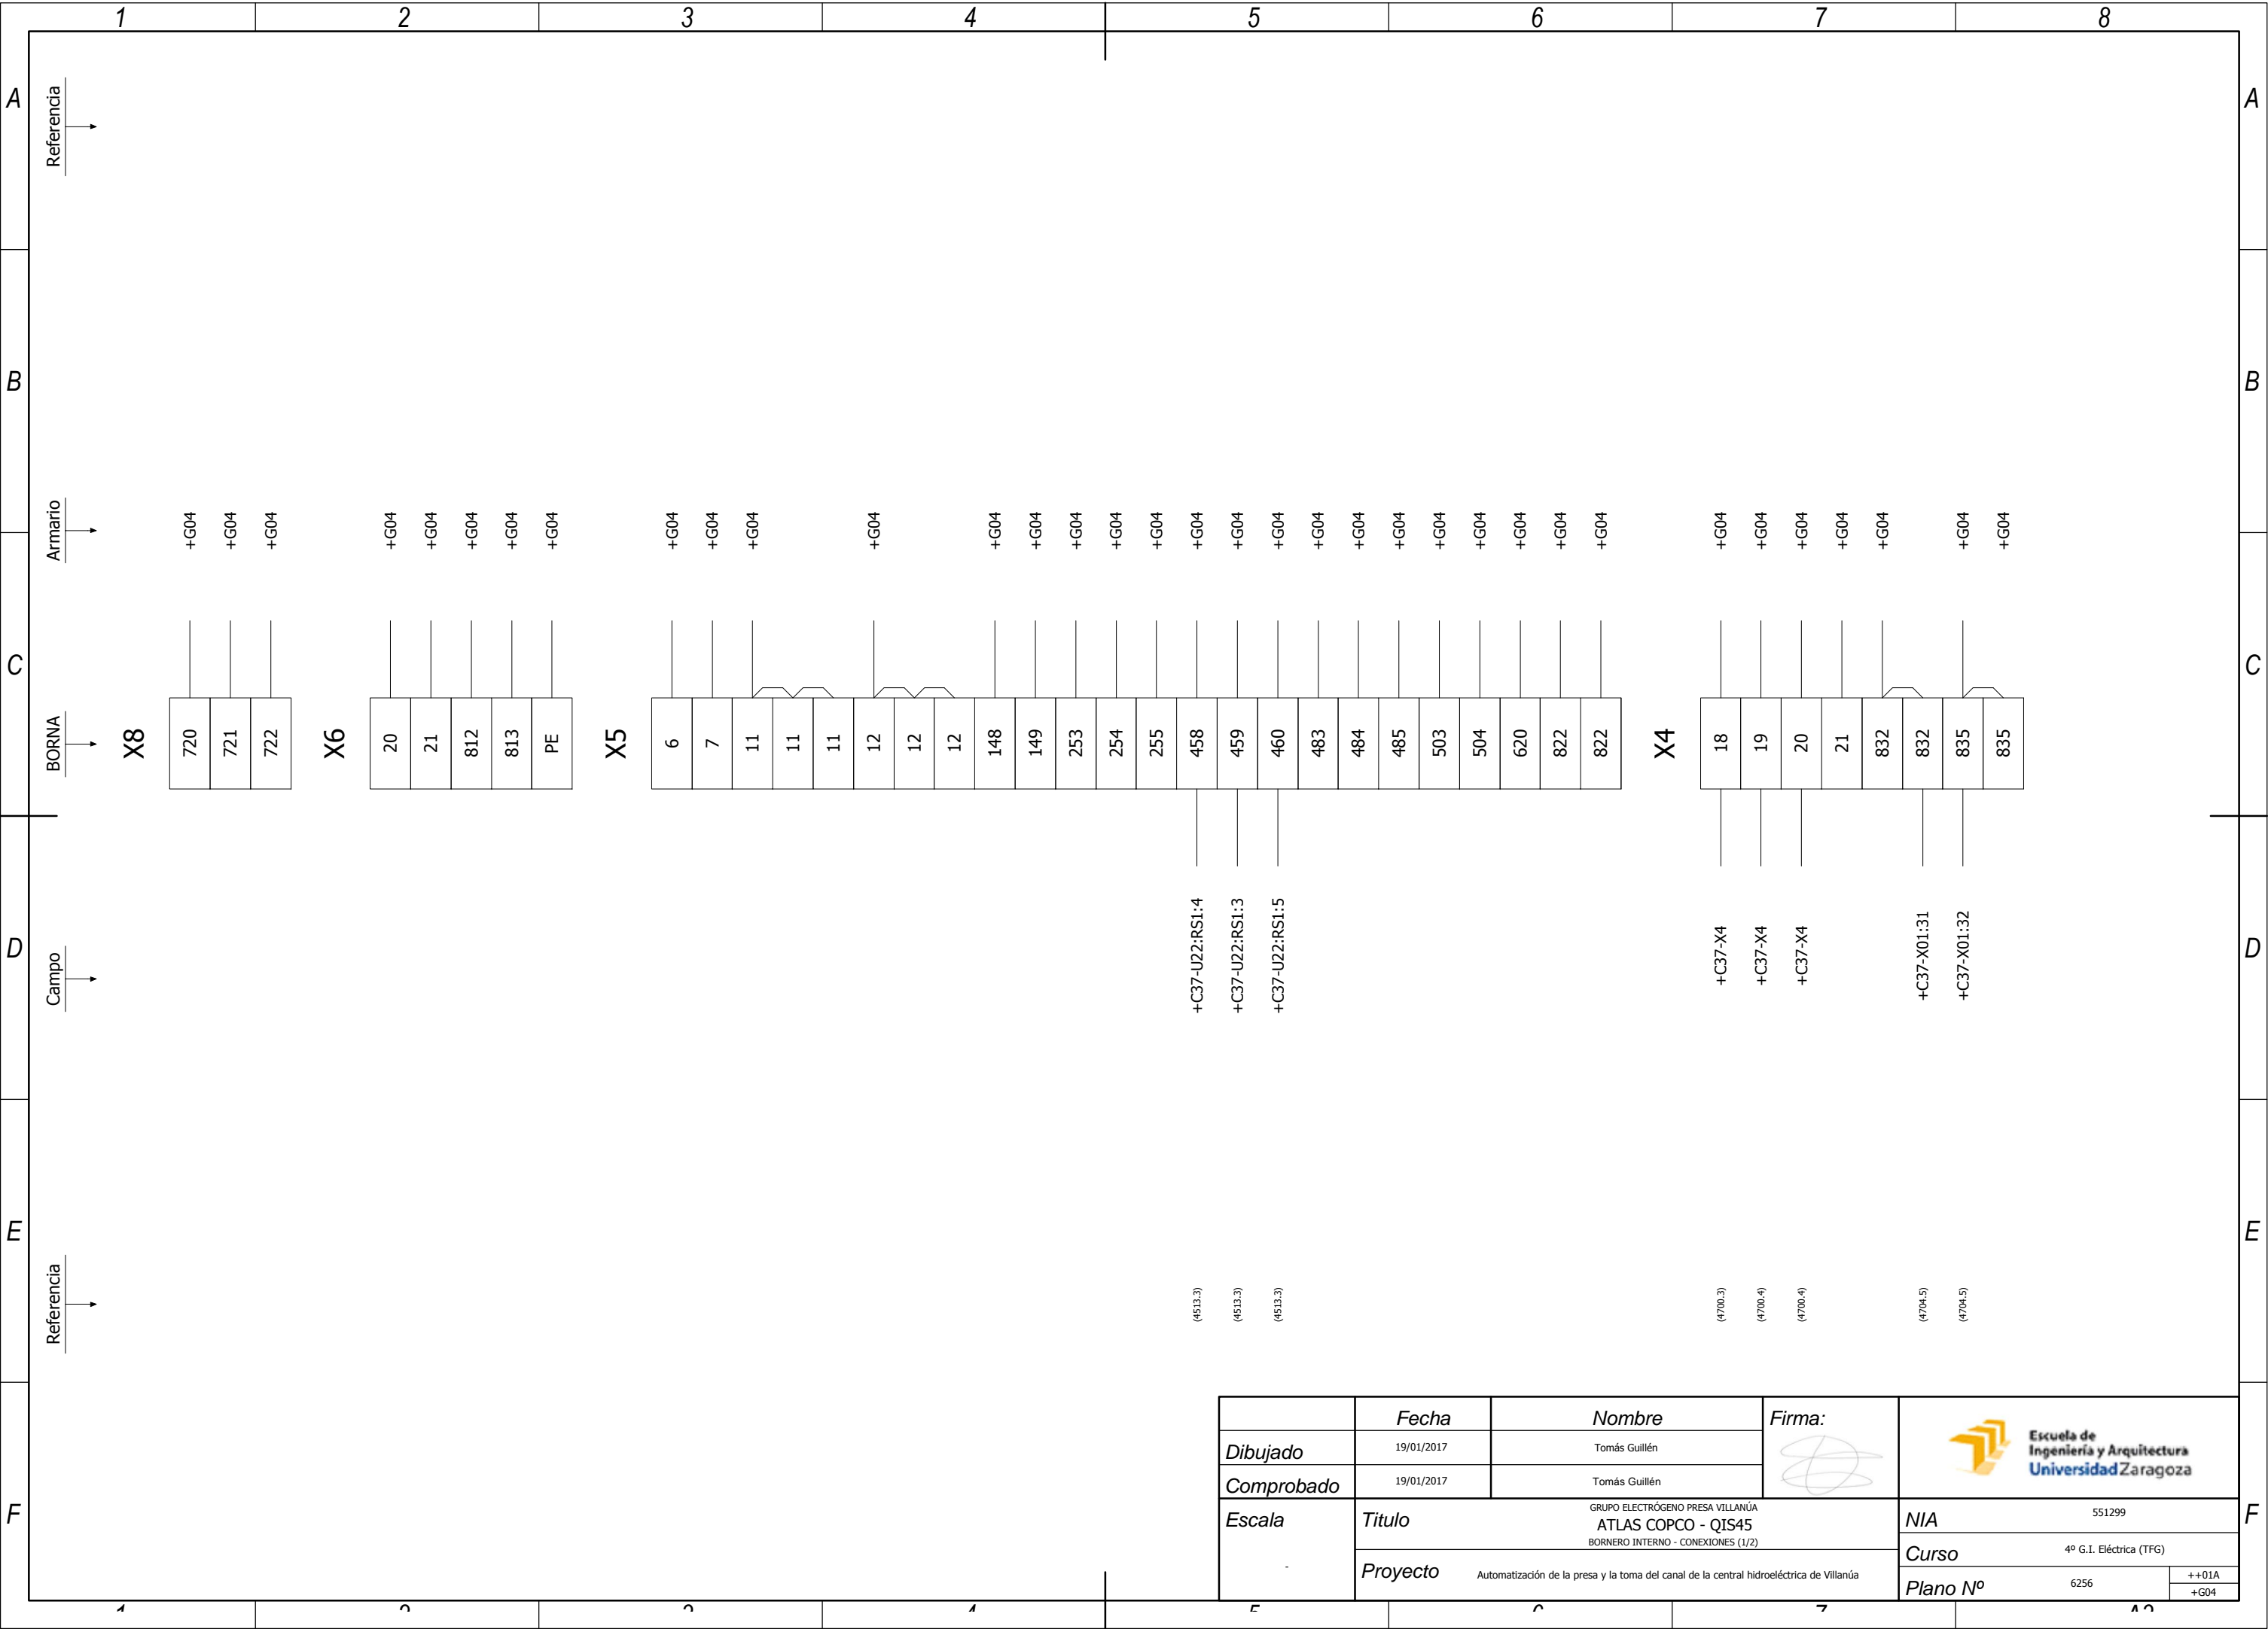 1 2 3 4 5 6 7 8
A A
Referencia
B B
Armario
+G04 +G04 +G04 +G04 +G04 +G04 +G04 +G04 +G04 +G04 +G04 +G04 +G04 +G04 +G04 +G04 +G04 +G04 +G04 +G04 +G04 +G04 +G04 +G04 +G04 +G04 +G04 +G04 +G04 +G04 +G04 +G04 +G04 +G04 +G04
C C
BORNA
X8 720 721 722
X6 20 21 812 813 PE
X5 6 7 11 11 11 12 12 12 148 149 253 254 255 458 459 460 483 484 485 503 504 620 822 822
X4 18 19 20 21 832 832 835 835
D D
Campo
+C37-U22:RS1:4
+C37-U22:RS1:3
+C37-U22:RS1:5
+C37-X4
+C37-X4
+C37-X4
+C37-X01:31
+C37-X01:32
E E
Referencia
(4513.3) (4513.3) (4513.3) (4700.3) (4700.4) (4700.4) (4704.5) (4704.5)
F F
Fecha Nombre Firma:
Dibujado 19/01/2017 Tomás Guillén
Comprobado 19/01/2017 Tomás Guillén
Escuela de
Ingeniería y Arquitectura
Universidad Zaragoza
Escala -
Titulo
GRUPO ELECTRÓGENO PRESA VILLANÚA
ATLAS COPCO - QIS45
BORNERO INTERNO - CONEXIONES (1/2)
Proyecto Automatización de la presa y la toma del canal de la central hidroeléctrica de Villanúa
NIA 551299
Curso 4º G.I. Eléctrica (TFG)
Plano Nº 6256
++01A
+G04